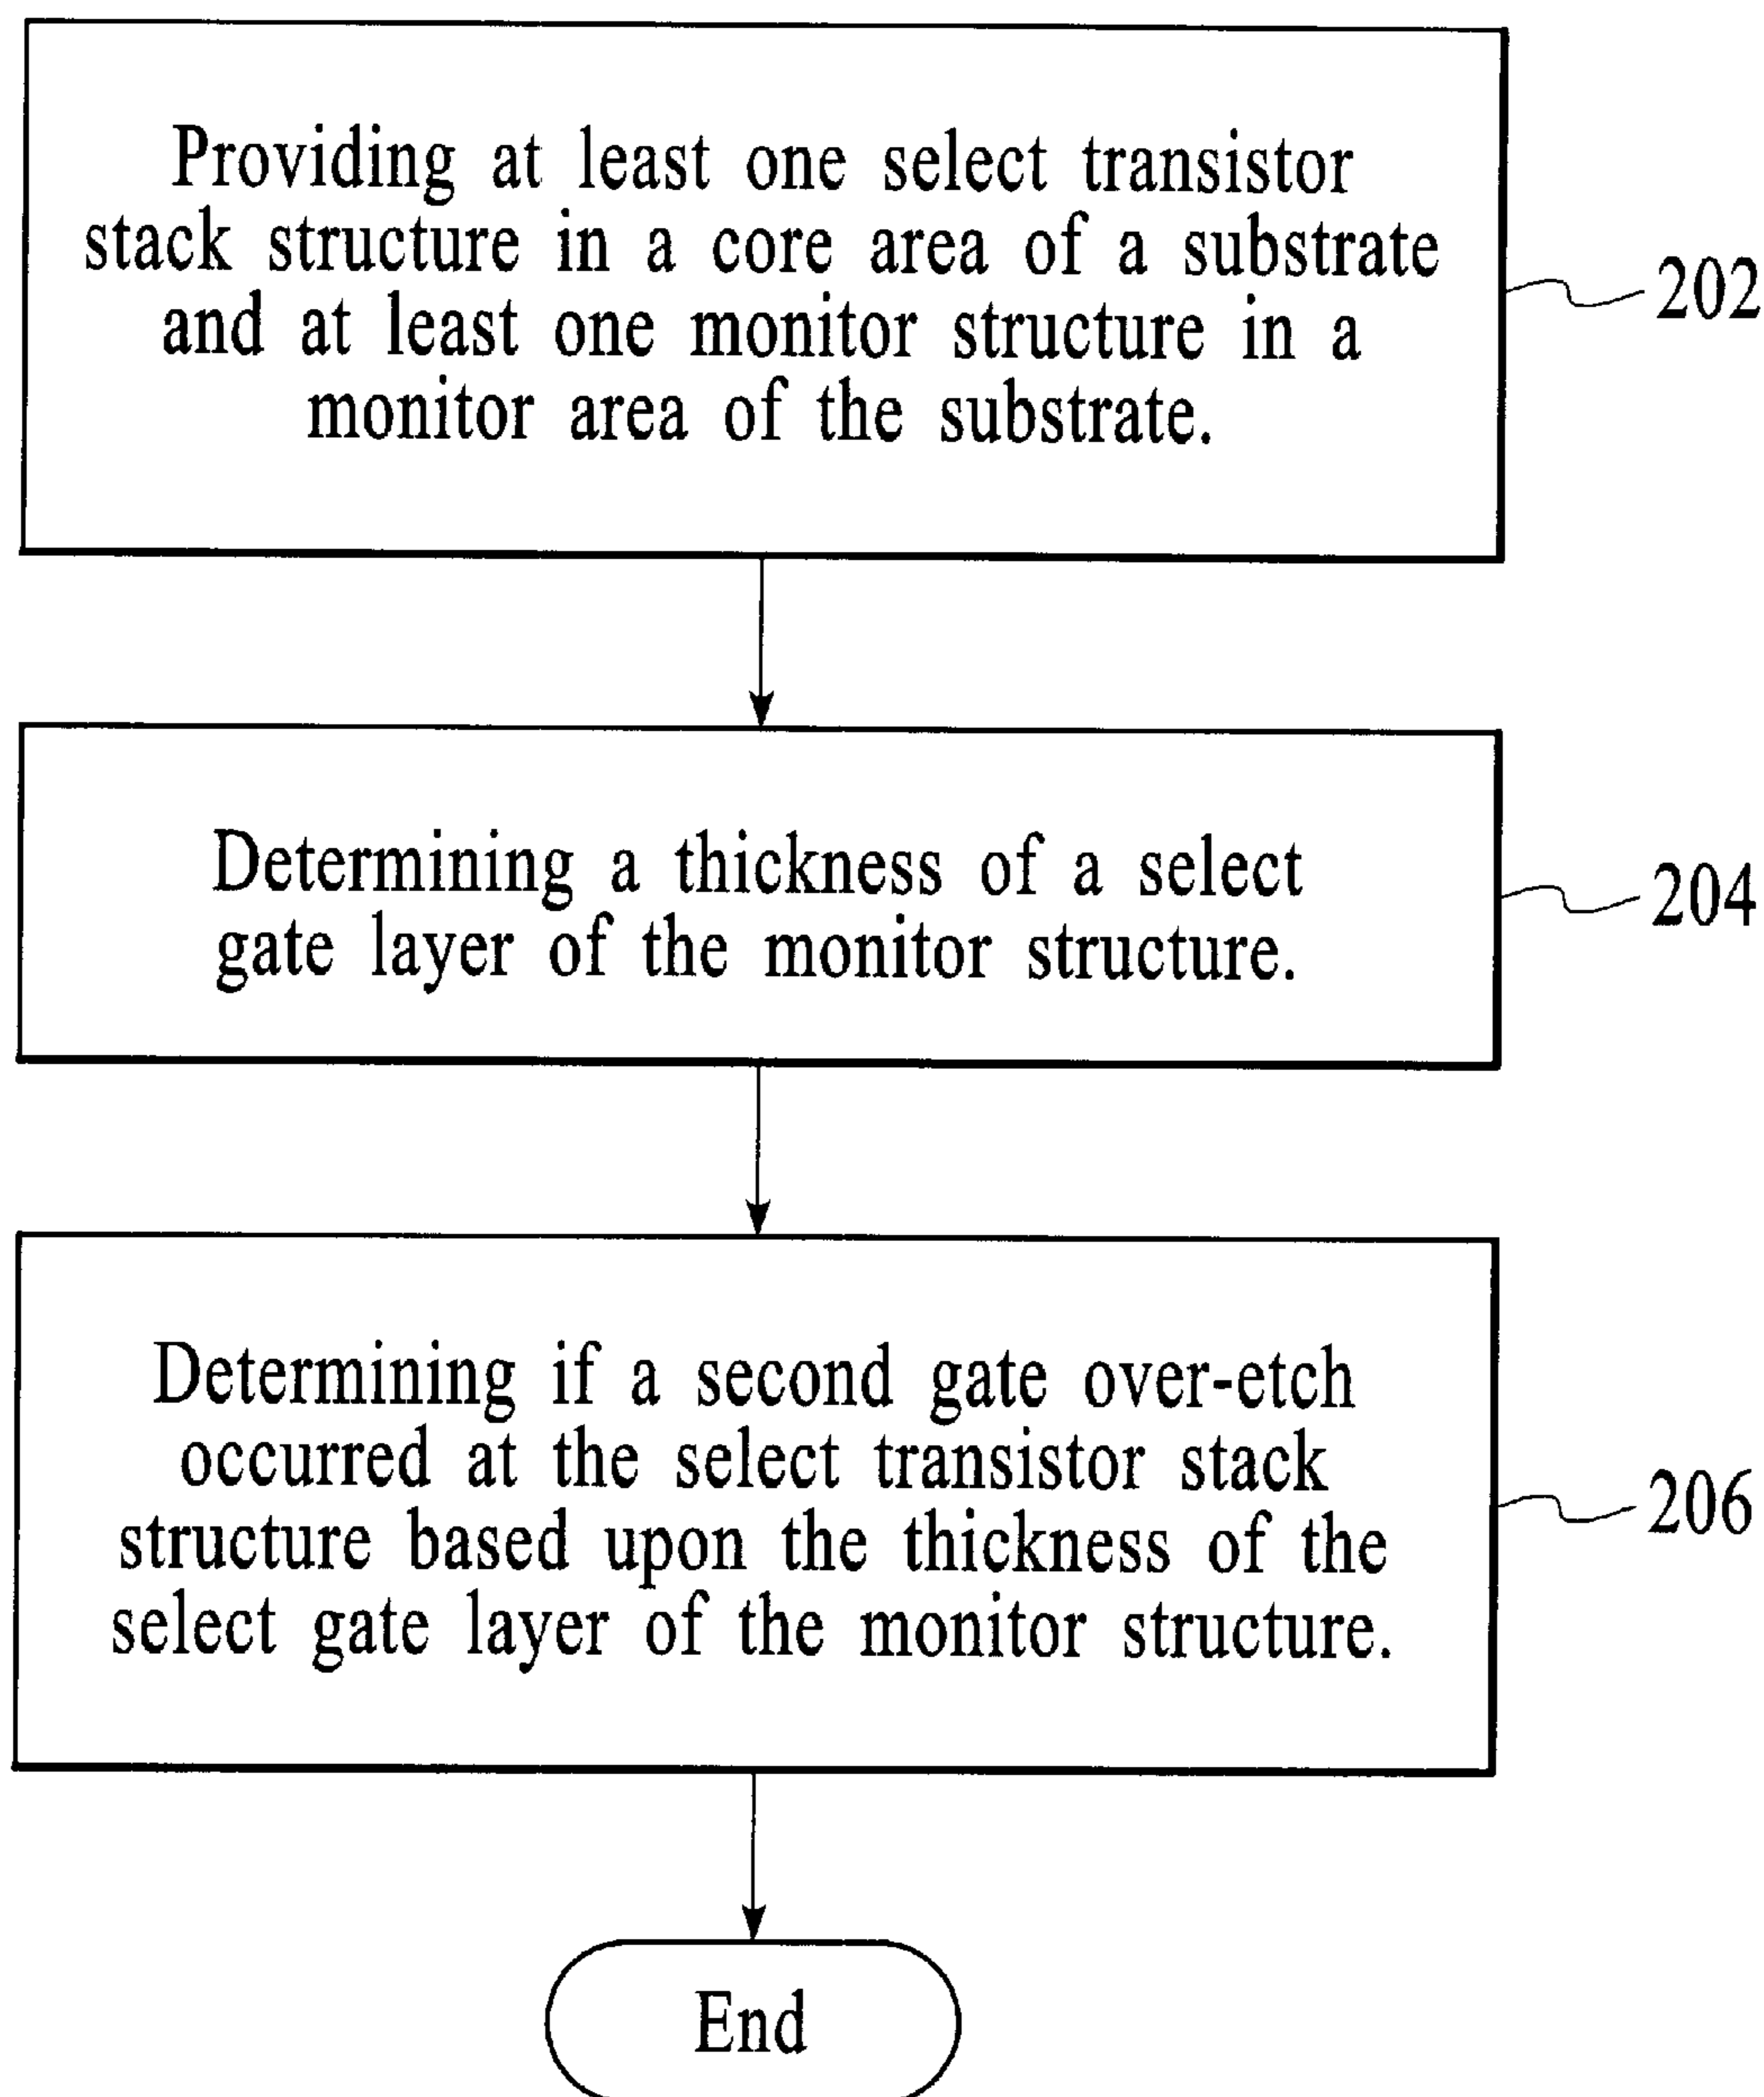 Providing at least one select transistor
stack structure in a core area of a substrate
and at least one monitor structure in a
monitor area of the substrate.
202
Determining a thickness of a select
gate layer of the monitor structure.
204
Determining if a second gate over-etch
occurred at the select transistor stack
structure based upon the thickness of the
select gate layer of the monitor structure.
206
End